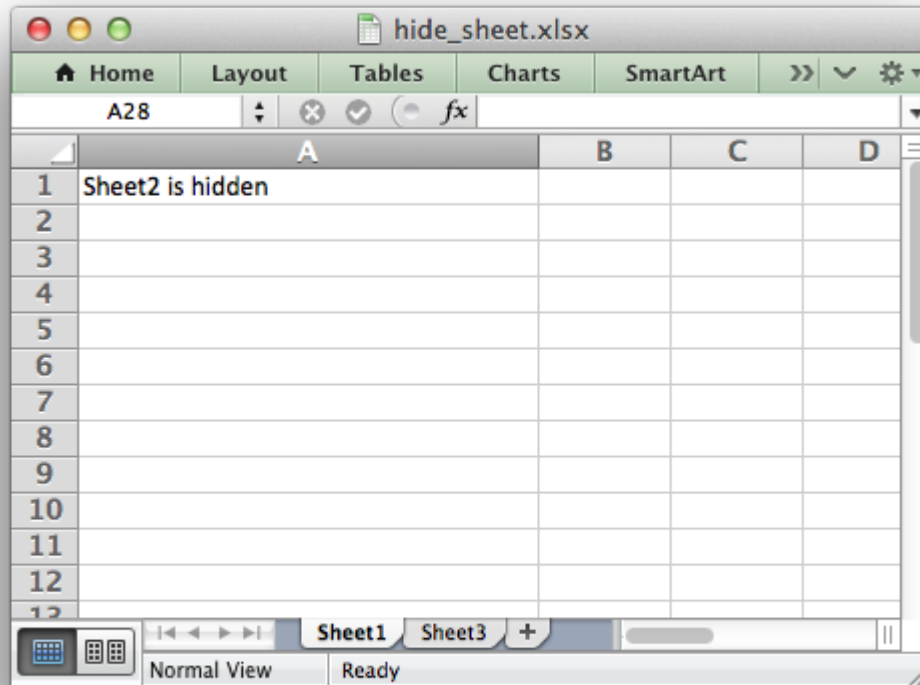 hide_sheet.xlsx
Home Layout Tables Charts SmartArt
A28 fx
A B C D
1 Sheet2 is hidden
2
3
4
5
6
7
8
9
10
11
12
13
Sheet1 Sheet3 +
Normal View Ready